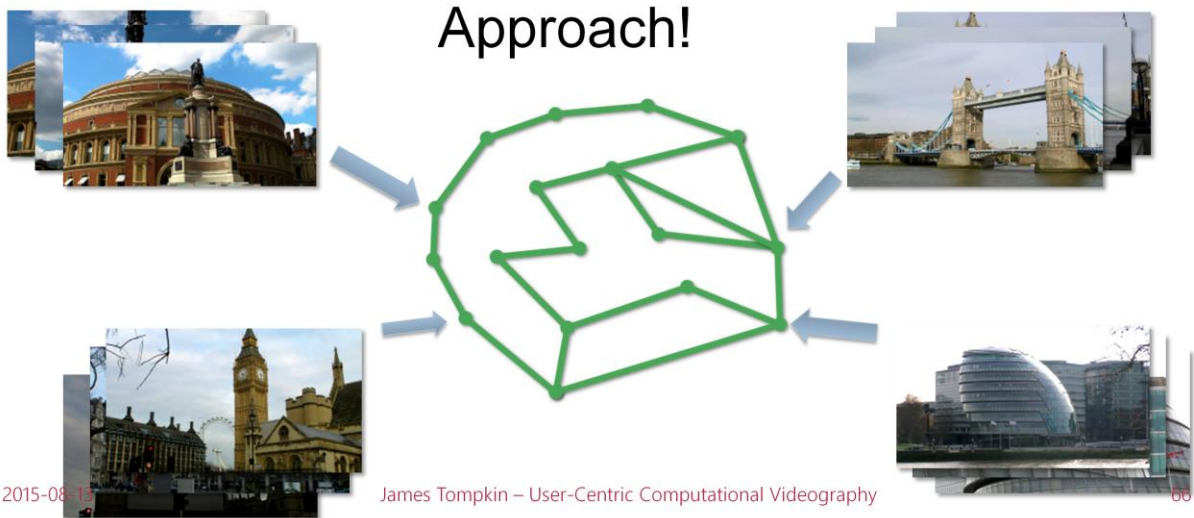 Approach!
2015-08-13
James Tompkin – User-Centric Computational Videography
66